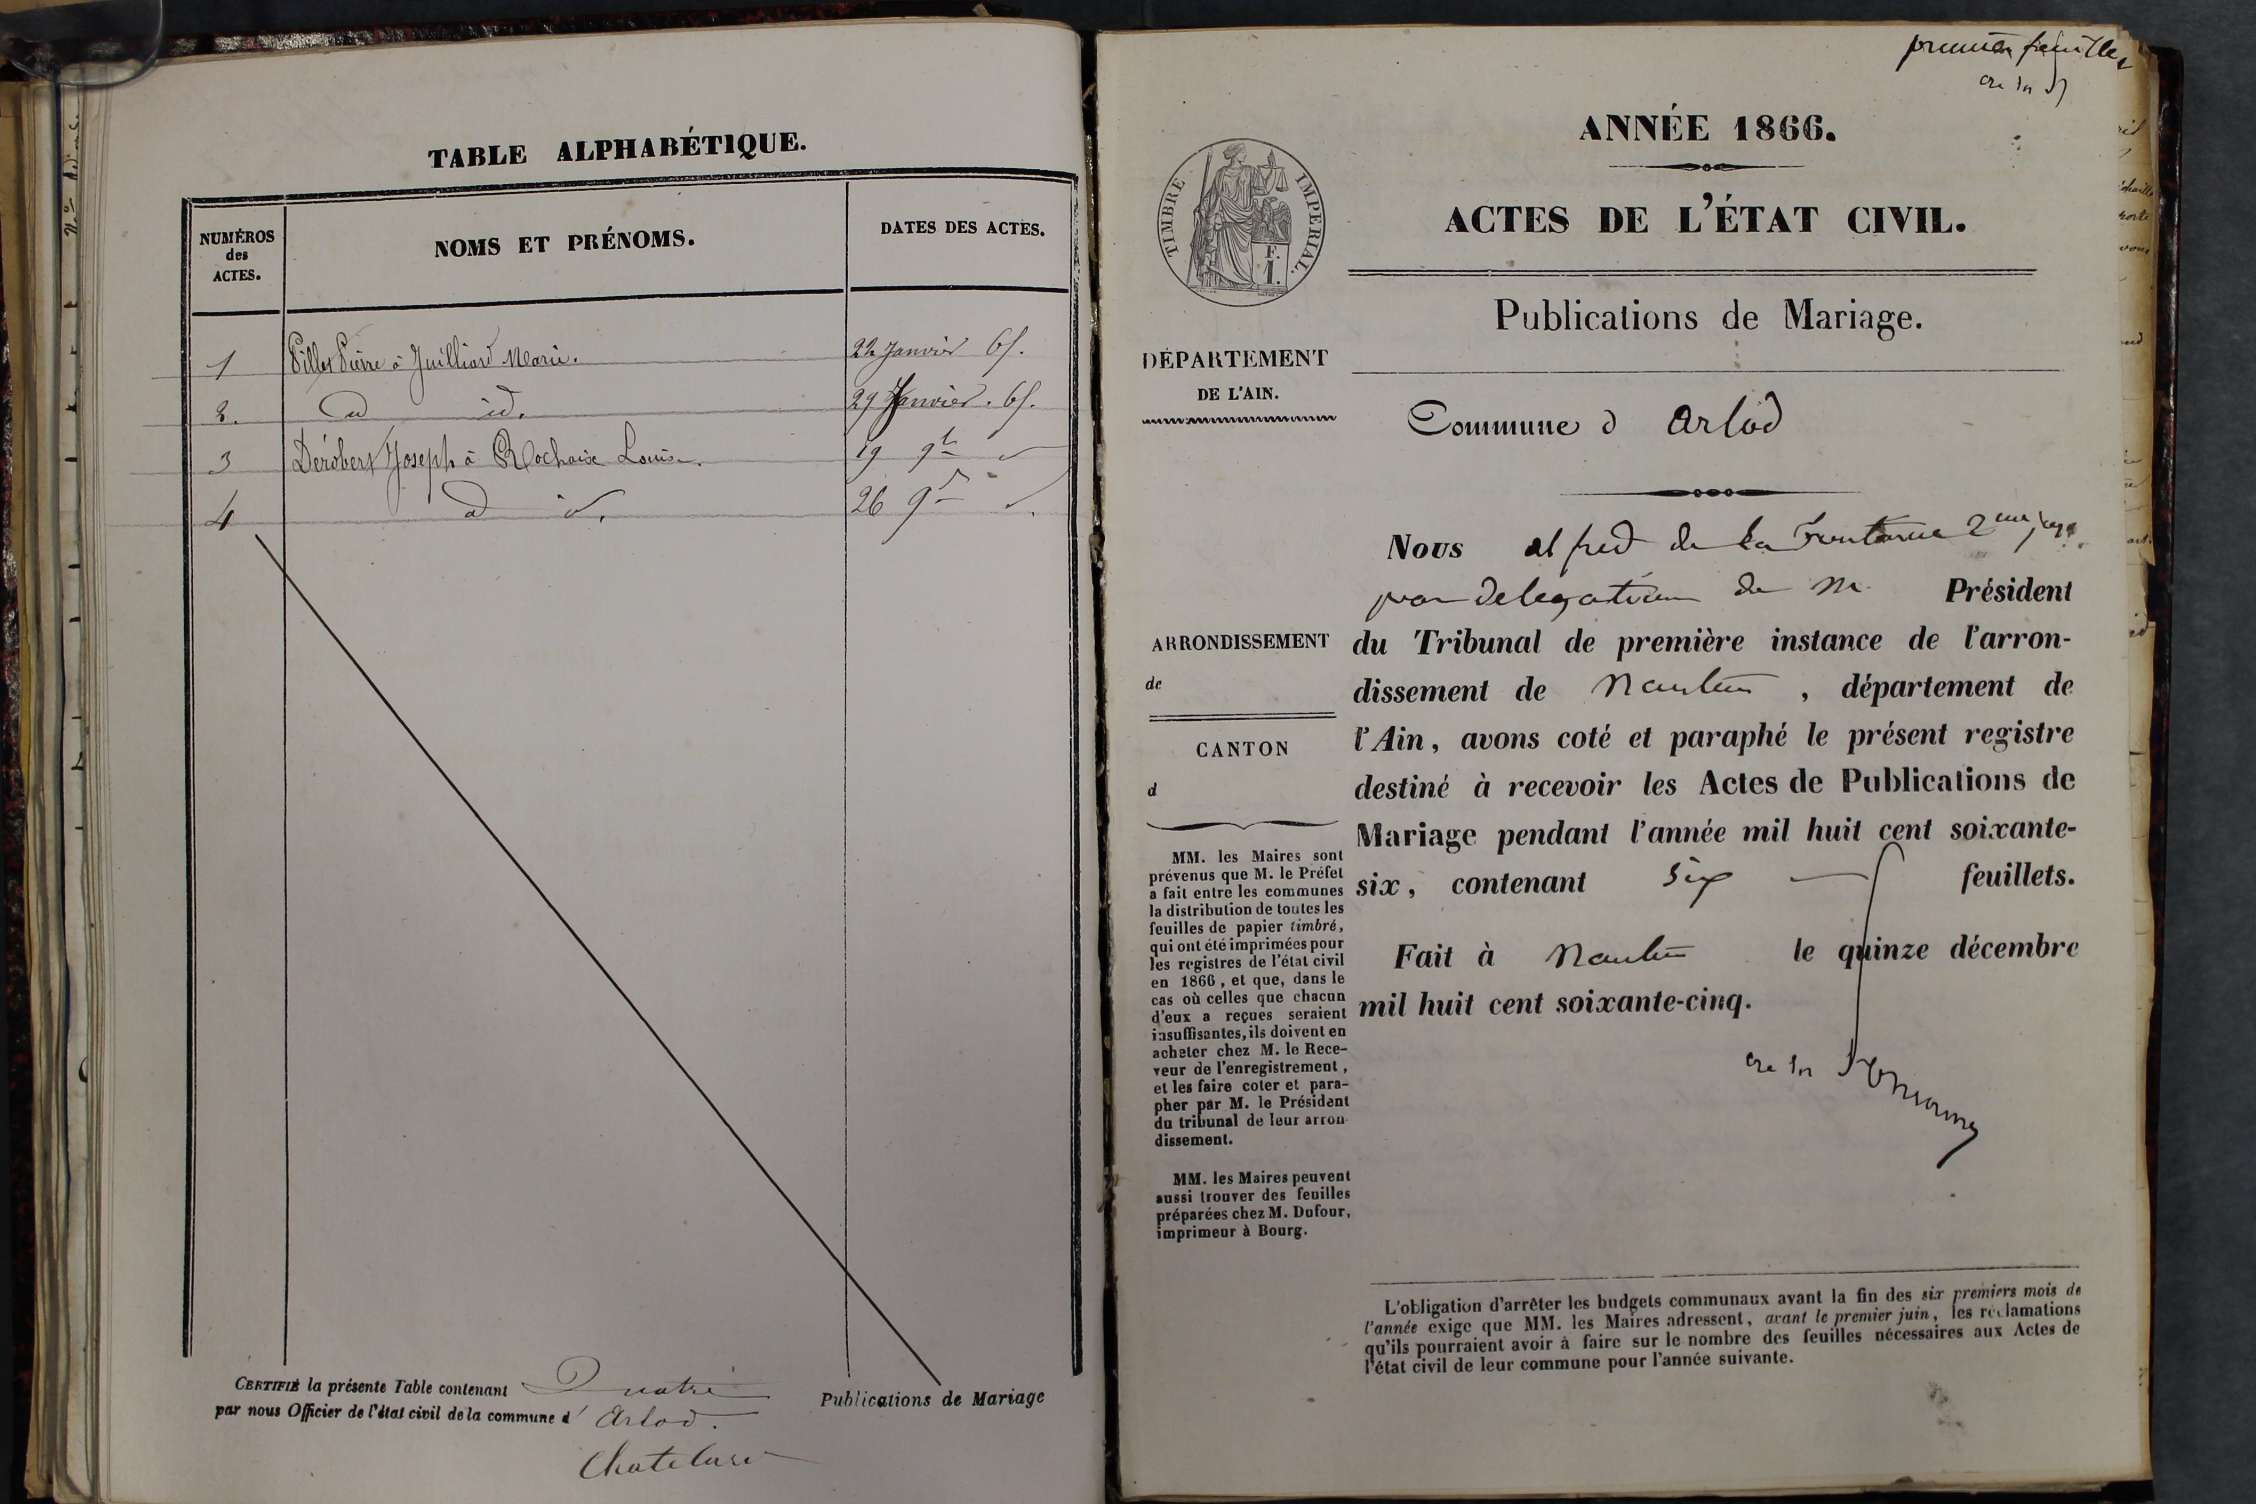 TABLE ALPHABÉTIQUE.
NUMÉROS des ACTES.
NOMS ET PRÉNOMS.
DATES DES ACTES.
1 Pierre à Juilliard Marie. 22 Janvier 65.
2. d id. 29 Janvier. 65.
3 Dérobert Joseph à Rochaix Louise. 19 9bre
4 d id. 26 9bre
CERTIFIÉ la présente Table contenant Quatre Publications de Mariage
par nous Officier de l'état civil de la commune d' Arlod.
Chatelard
premier feuillet
ANNÉE 1866.
TIMBRE IMPERIAL.
E. I.
ACTES DE L'ÉTAT CIVIL.
Publications de Mariage.
DÉPARTEMENT
DE L'AIN.
Commune d Arlod
Nous alfred de la 2me juge
par delegation de M. Président
du Tribunal de première instance de l'arron-
dissement de Nantua, département de
l'Ain, avons coté et paraphé le présent registre
destiné à recevoir les Actes de Publications de
Mariage pendant l'année mil huit cent soixante-
six, contenant six feuillets.
Fait à Nantua le quinze décembre
mil huit cent soixante-cinq.
ARRONDISSEMENT
de
CANTON
d
MM. les Maires sont
prévenus que M. le Préfet
a fait entre les communes
la distribution de toutes les
feuilles de papier timbré,
qui ont été imprimées pour
les registres de l'état civil
en 1866, et que, dans le
cas où celles que chacun
d'eux a reçues seraient
insuffisantes, ils doivent en
acheter chez M. le Rece-
veur de l'enregistrement,
et les faire coter et para-
pher par M. le Président
du tribunal de leur arron-
dissement.
MM. les Maires peuvent
aussi trouver des feuilles
préparées chez M. Dufour,
imprimeur à Bourg.
L'obligation d'arrêter les budgets communaux avant la fin des six premiers mois de
l'année exige que MM. les Maires adressent, avant le premier juin, les réclamations
qu'ils pourraient avoir à faire sur le nombre des feuilles nécessaires aux Actes de
l'état civil de leur commune pour l'année suivante.